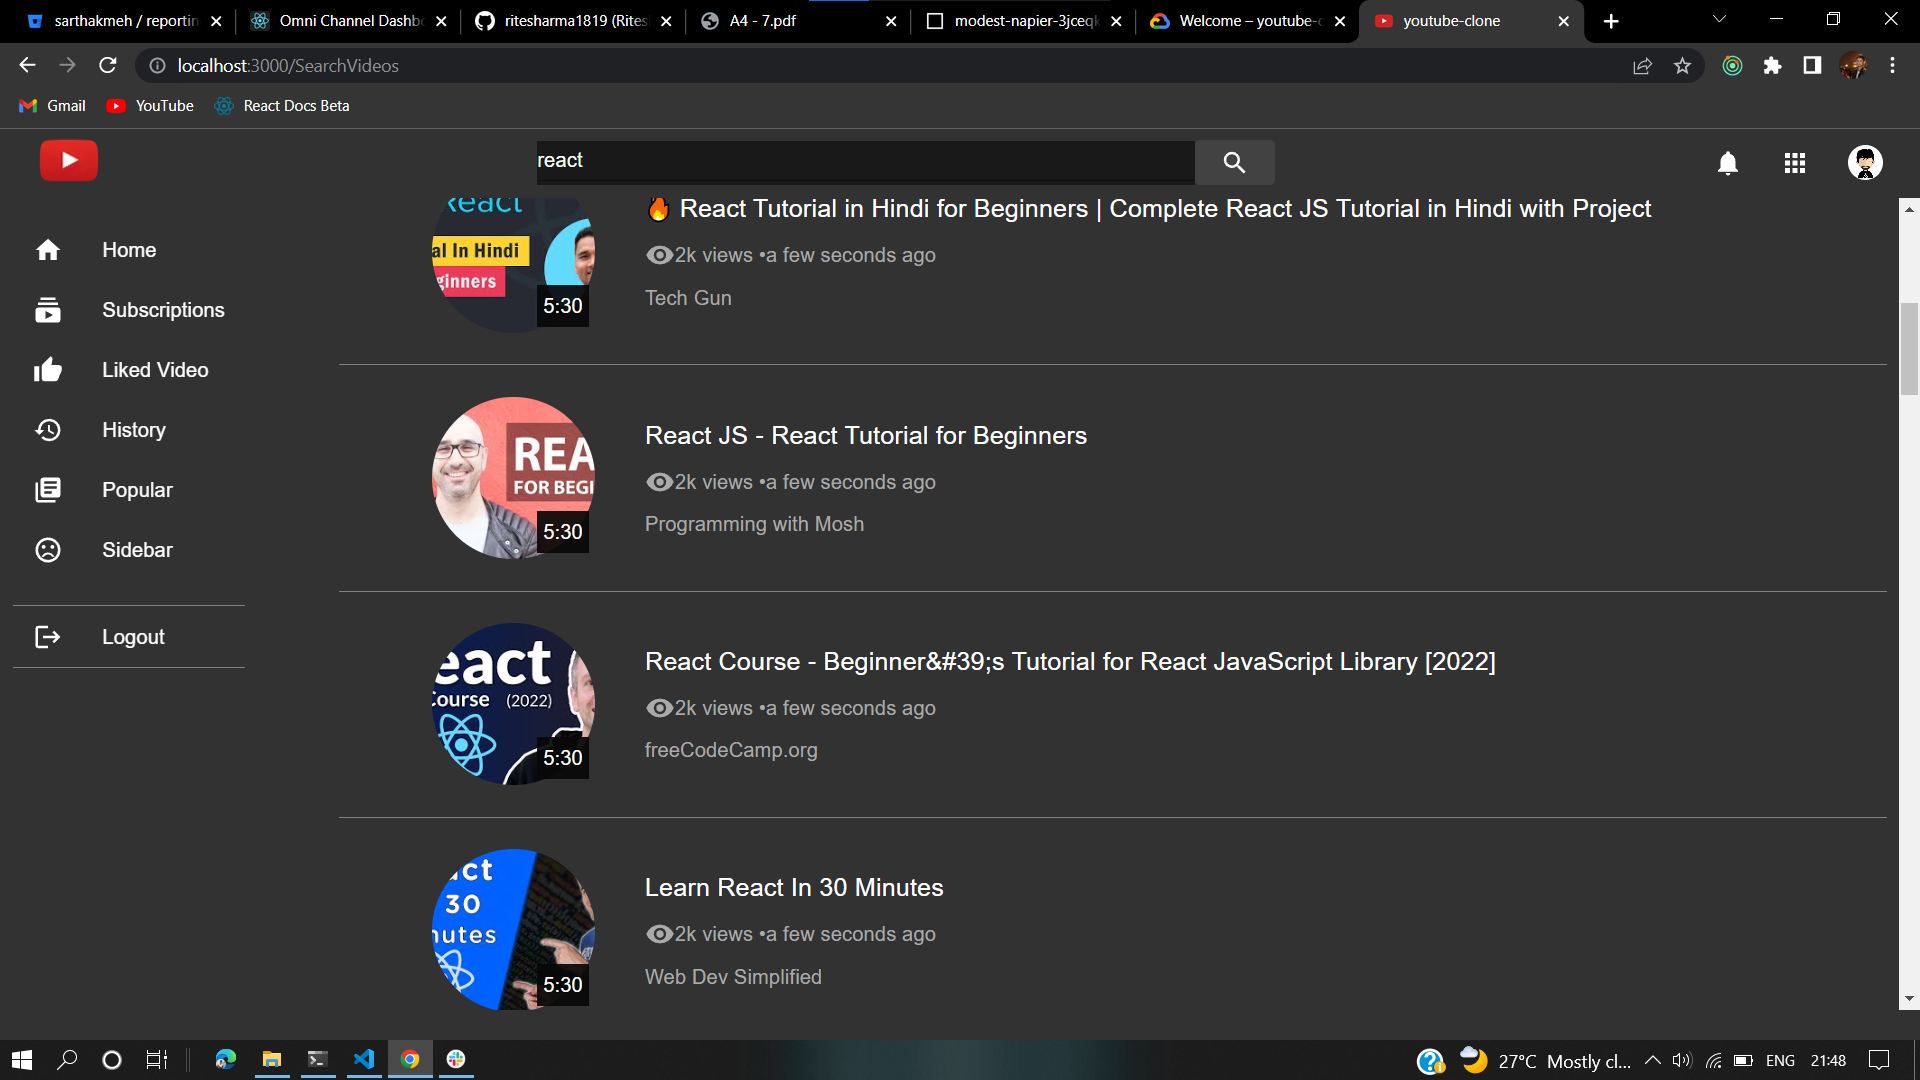 sarthakmeh / reportin
Omni Channel Dashbo
ritesharma1819 (Rites
A4 - 7.pdf
modest-napier-3jceqk
Welcome – youtube-c
youtube-clone
localhost:3000/SearchVideos
Gmail
YouTube
React Docs Beta
react
Home
Subscriptions
Liked Video
History
Popular
Sidebar
Logout
React
al In Hindi
ginners
5:30
🔥 React Tutorial in Hindi for Beginners | Complete React JS Tutorial in Hindi with Project
2k views •a few seconds ago
Tech Gun
REA
FOR BEGI
5:30
React JS - React Tutorial for Beginners
2k views •a few seconds ago
Programming with Mosh
eact
Course (2022)
5:30
React Course - Beginner&#39;s Tutorial for React JavaScript Library [2022]
2k views •a few seconds ago
freeCodeCamp.org
act
30
nutes
5:30
Learn React In 30 Minutes
2k views •a few seconds ago
Web Dev Simplified
27°C Mostly cl...
ENG
21:48